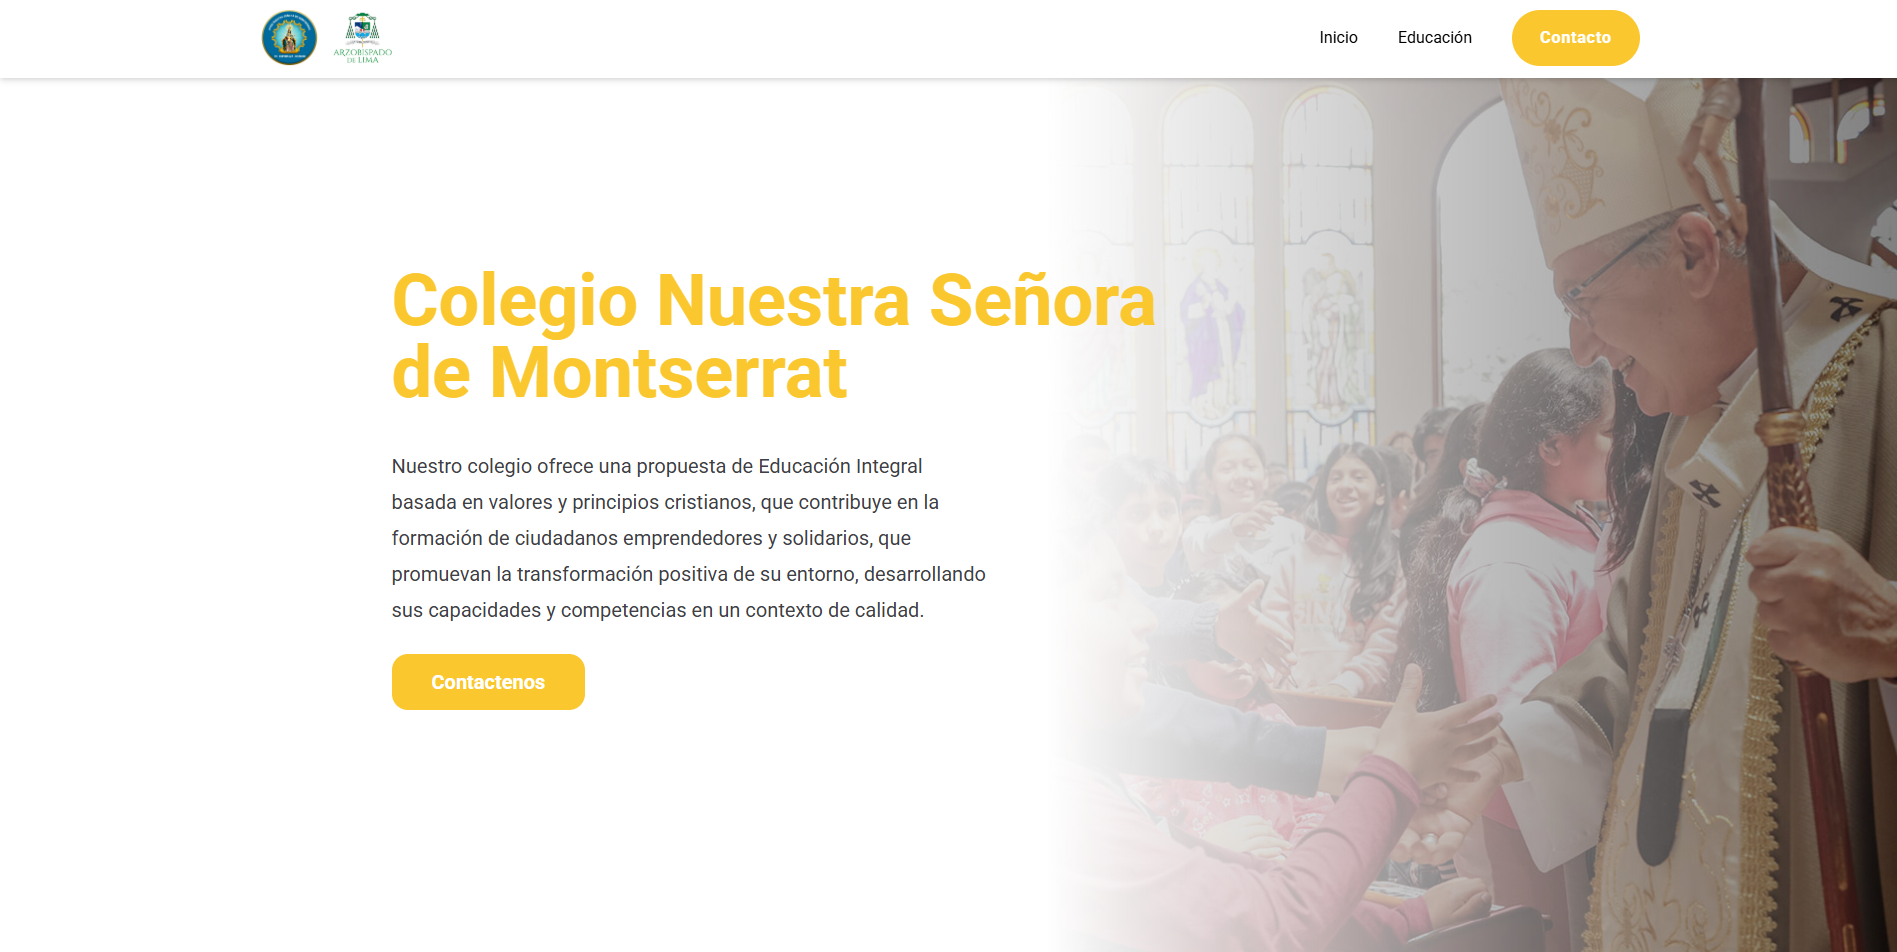 ARZOBISPADO
DE LIMA
Inicio
Educación
Contacto
Colegio Nuestra Señora
de Montserrat
Nuestro colegio ofrece una propuesta de Educación Integral
basada en valores y principios cristianos, que contribuye en la
formación de ciudadanos emprendedores y solidarios, que
promuevan la transformación positiva de su entorno, desarrollando
sus capacidades y competencias en un contexto de calidad.
Contactenos